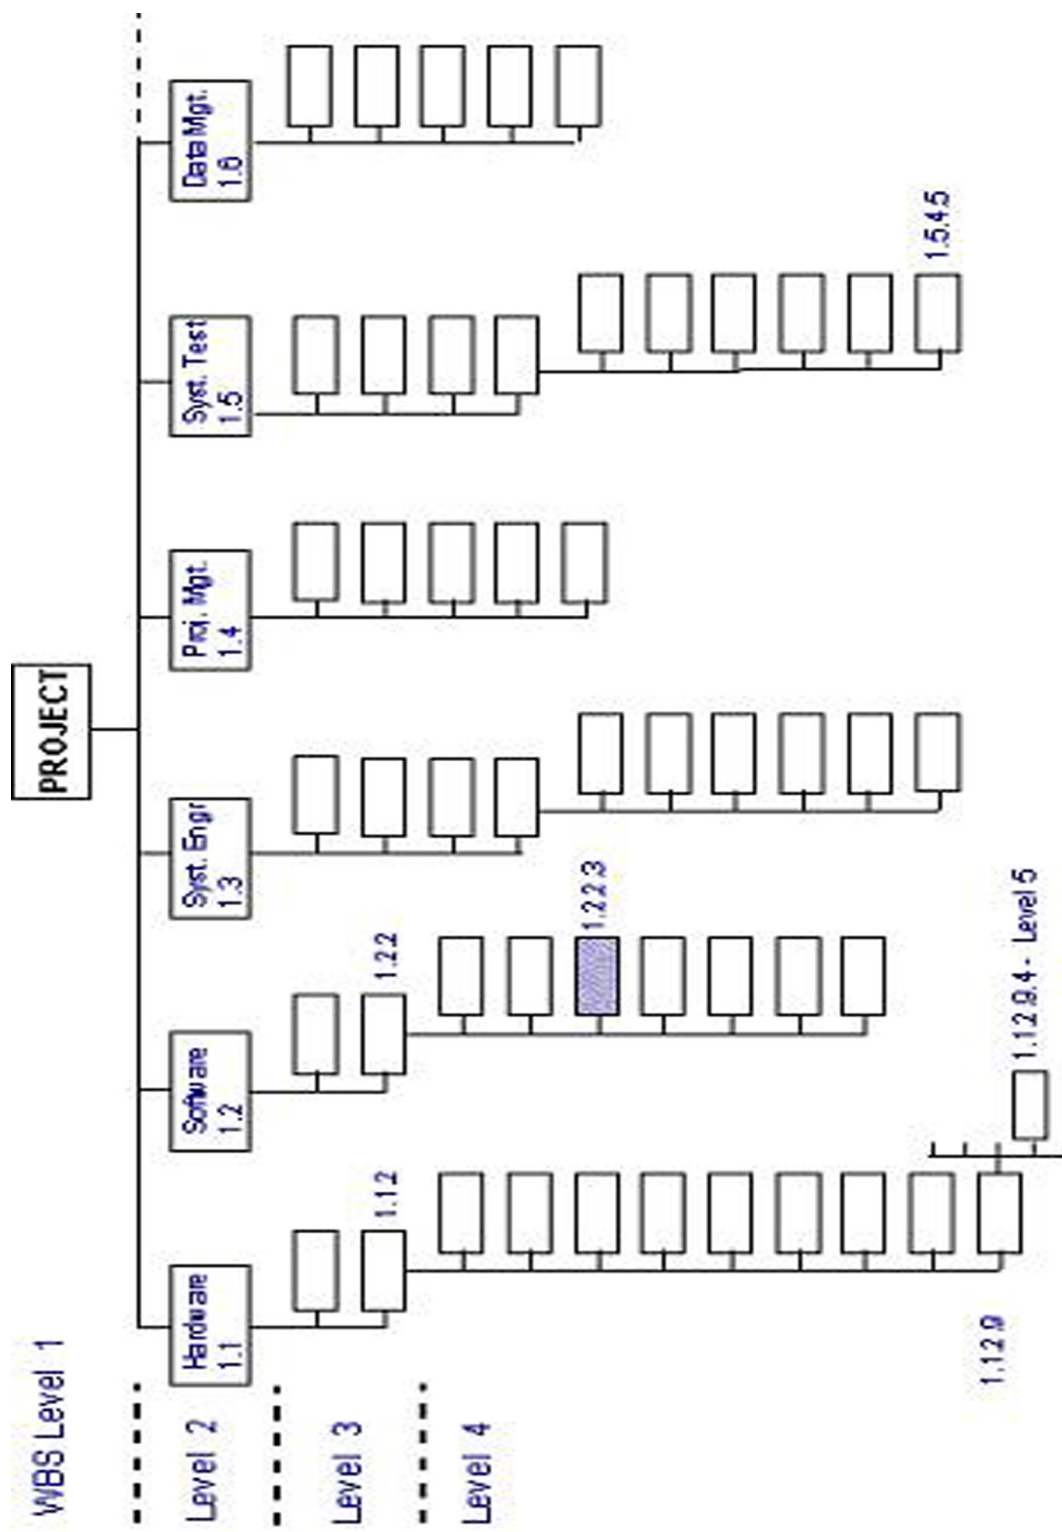 WBS Level 1
PROJECT
Level 2
Hardware
1.1
Software
1.2
Syst. Engr
1.3
Proj. Mgt.
1.4
Syst. Test
1.5
Data Mgt.
1.6
Level 3
1.1.2
1.2.2
Level 4
1.2.2.3
1.5.4.5
1.1.2.9
1.1.2.9.4 - Level 5